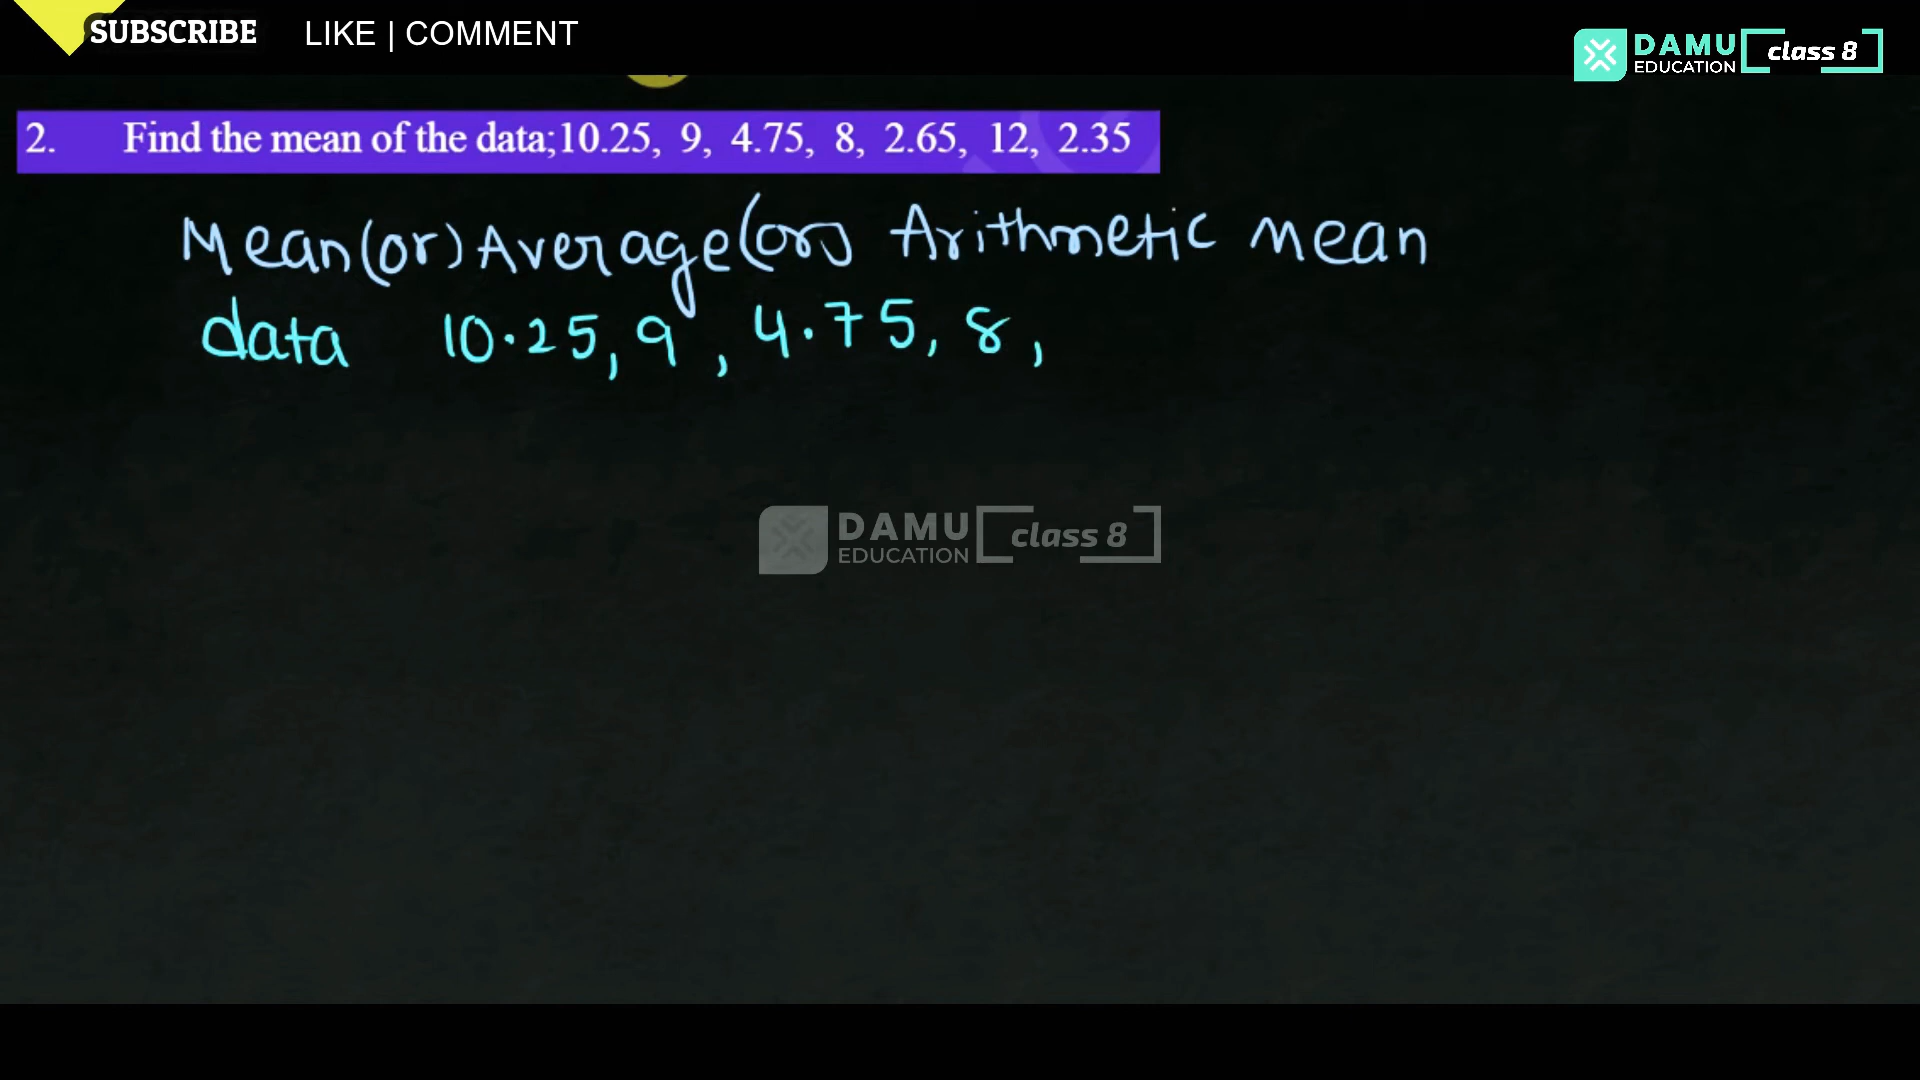 SUBSCRIBE LIKE | COMMENT
DAMU EDUCATION class 8
2. Find the mean of the data;10.25, 9, 4.75, 8, 2.65, 12, 2.35
Mean(or)Average(or) Arithmetic mean
data 10.25, 9, 4.75, 8,
DAMU EDUCATION class 8